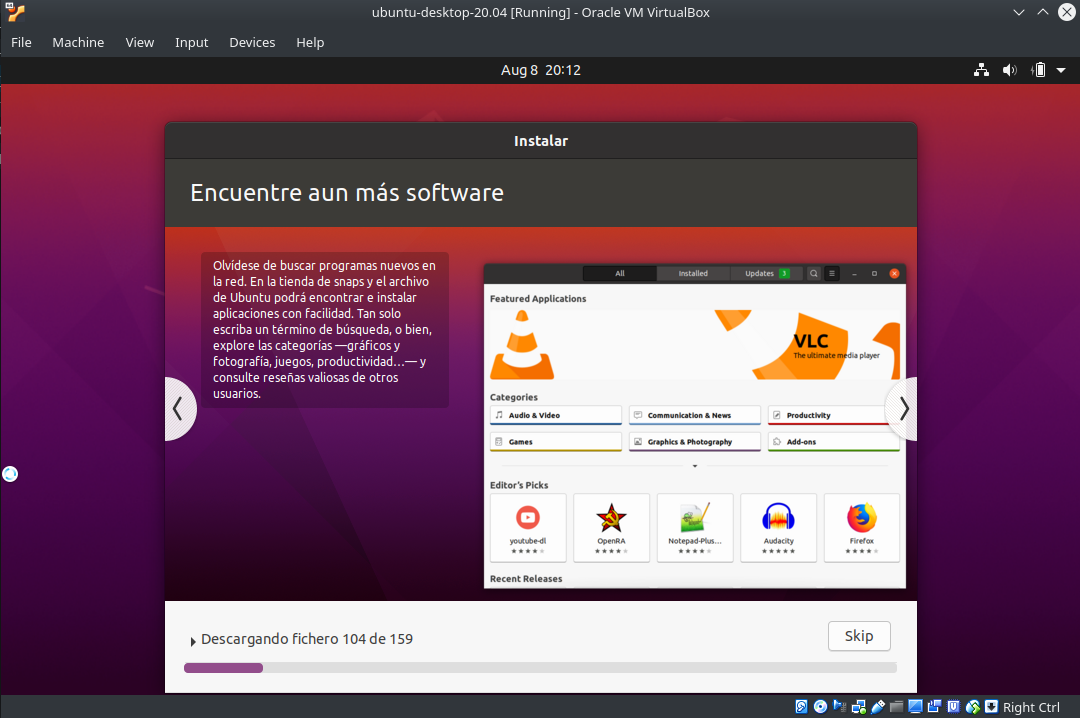 ubuntu-desktop-20.04 [Running] - Oracle VM VirtualBox
File Machine View Input Devices Help
Aug 8 20:12
Instalar
Encuentre aun más software
Olvídese de buscar programas nuevos en
la red. En la tienda de snaps y el archivo
de Ubuntu podrá encontrar e instalar
aplicaciones con facilidad. Tan solo
escriba un término de búsqueda, o bien,
explore las categorías —gráficos y
fotografía, juegos, productividad…— y
consulte reseñas valiosas de otros
usuarios.
All Installed Updates 3
Featured Applications
VLC
The ultimate media player
Categories
Audio & Video Communication & News Productivity
Games Graphics & Photography Add-ons
Editor's Picks
youtube-dl OpenRA Notepad-Plus... Audacity Firefox
Recent Releases
Descargando fichero 104 de 159
Skip
Right Ctrl